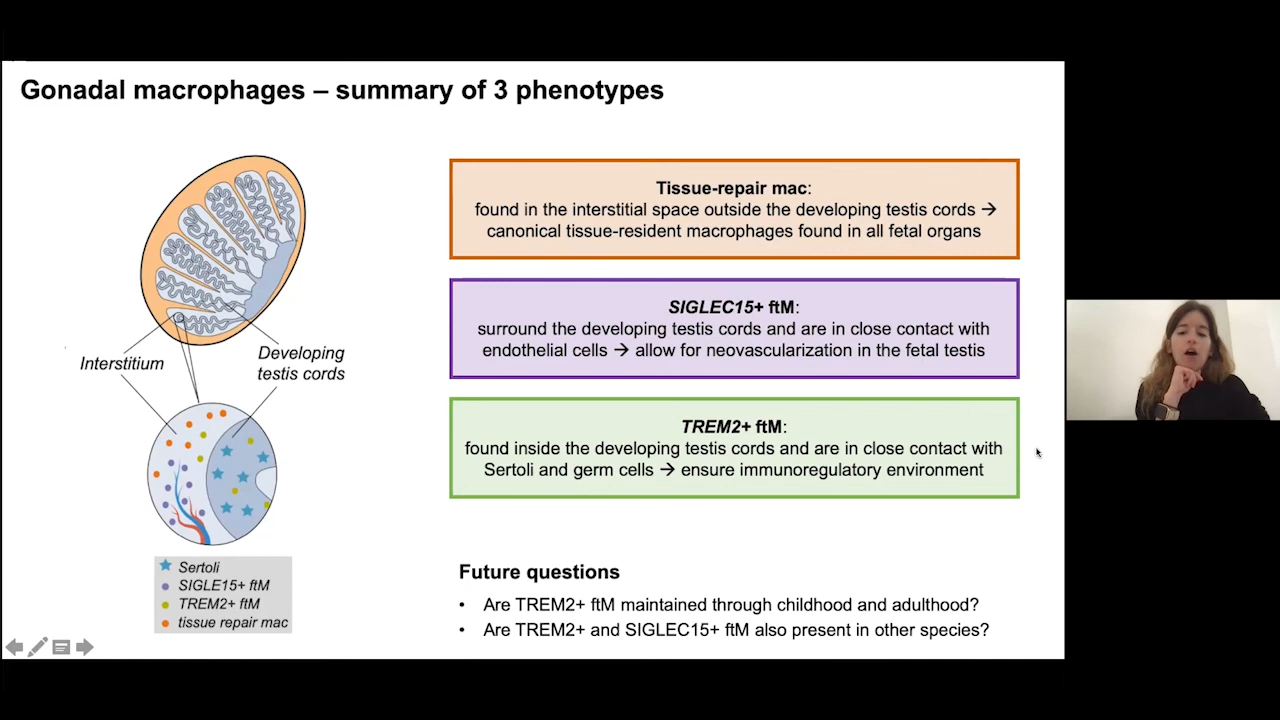 Gonadal macrophages – summary of 3 phenotypes
Interstitium
Developing
testis cords
Sertoli
SIGLE15+ ftM
TREM2+ ftM
tissue repair mac
Tissue-repair mac:
found in the interstitial space outside the developing testis cords →
canonical tissue-resident macrophages found in all fetal organs
SIGLEC15+ ftM:
surround the developing testis cords and are in close contact with
endothelial cells → allow for neovascularization in the fetal testis
TREM2+ ftM:
found inside the developing testis cords and are in close contact with
Sertoli and germ cells → ensure immunoregulatory environment
Future questions
• Are TREM2+ ftM maintained through childhood and adulthood?
• Are TREM2+ and SIGLEC15+ ftM also present in other species?